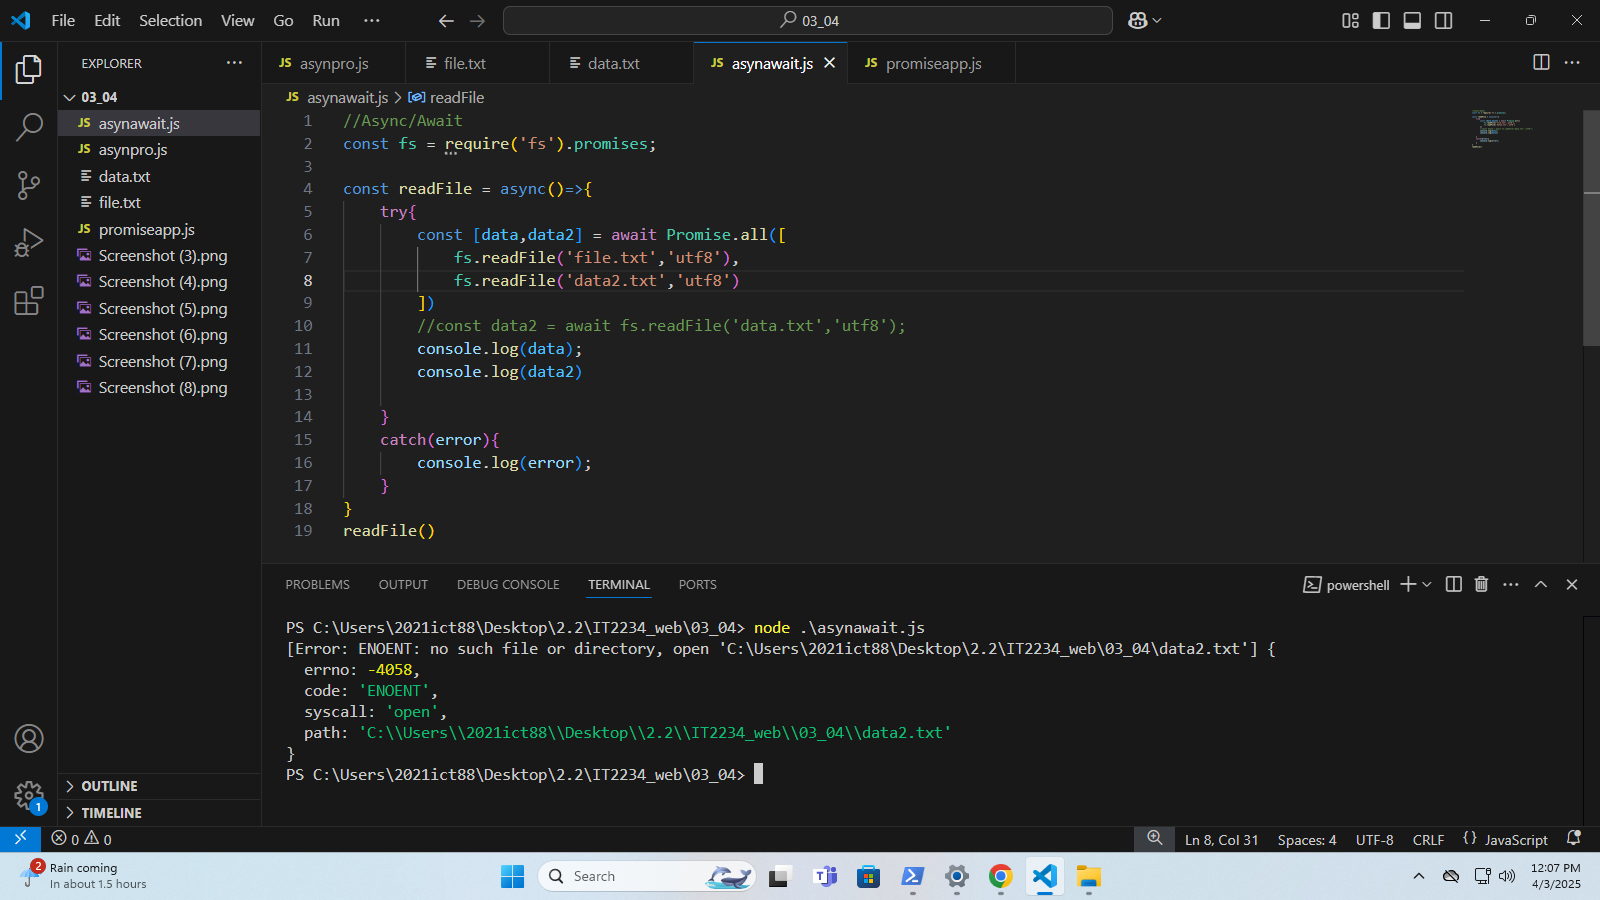 File Edit Selection View Go Run ···
03_04
EXPLORER ···
03_04
JS asynawait.js
JS asynpro.js
data.txt
file.txt
JS promiseapp.js
Screenshot (3).png
Screenshot (4).png
Screenshot (5).png
Screenshot (6).png
Screenshot (7).png
Screenshot (8).png
OUTLINE
TIMELINE
JS asynpro.js file.txt data.txt JS asynawait.js JS promiseapp.js
JS asynawait.js > readFile
1 //Async/Await
2 const fs = require('fs').promises;
3
4 const readFile = async()=>{
5 try{
6 const [data,data2] = await Promise.all([
7 fs.readFile('file.txt','utf8'),
8 fs.readFile('data2.txt','utf8')
9 ])
10 //const data2 = await fs.readFile('data.txt','utf8');
11 console.log(data);
12 console.log(data2)
13
14 }
15 catch(error){
16 console.log(error);
17 }
18 }
19 readFile()
PROBLEMS OUTPUT DEBUG CONSOLE TERMINAL PORTS
powershell
PS C:\Users\2021ict88\Desktop\2.2\IT2234_web\03_04> node .\asynawait.js
[Error: ENOENT: no such file or directory, open 'C:\Users\2021ict88\Desktop\2.2\IT2234_web\03_04\data2.txt'] {
errno: -4058,
code: 'ENOENT',
syscall: 'open',
path: 'C:\\Users\\2021ict88\\Desktop\\2.2\\IT2234_web\\03_04\\data2.txt'
}
PS C:\Users\2021ict88\Desktop\2.2\IT2234_web\03_04>
1
0 0
Ln 8, Col 31 Spaces: 4 UTF-8 CRLF {} JavaScript
2
Rain coming
In about 1.5 hours
Search
12:07 PM
4/3/2025